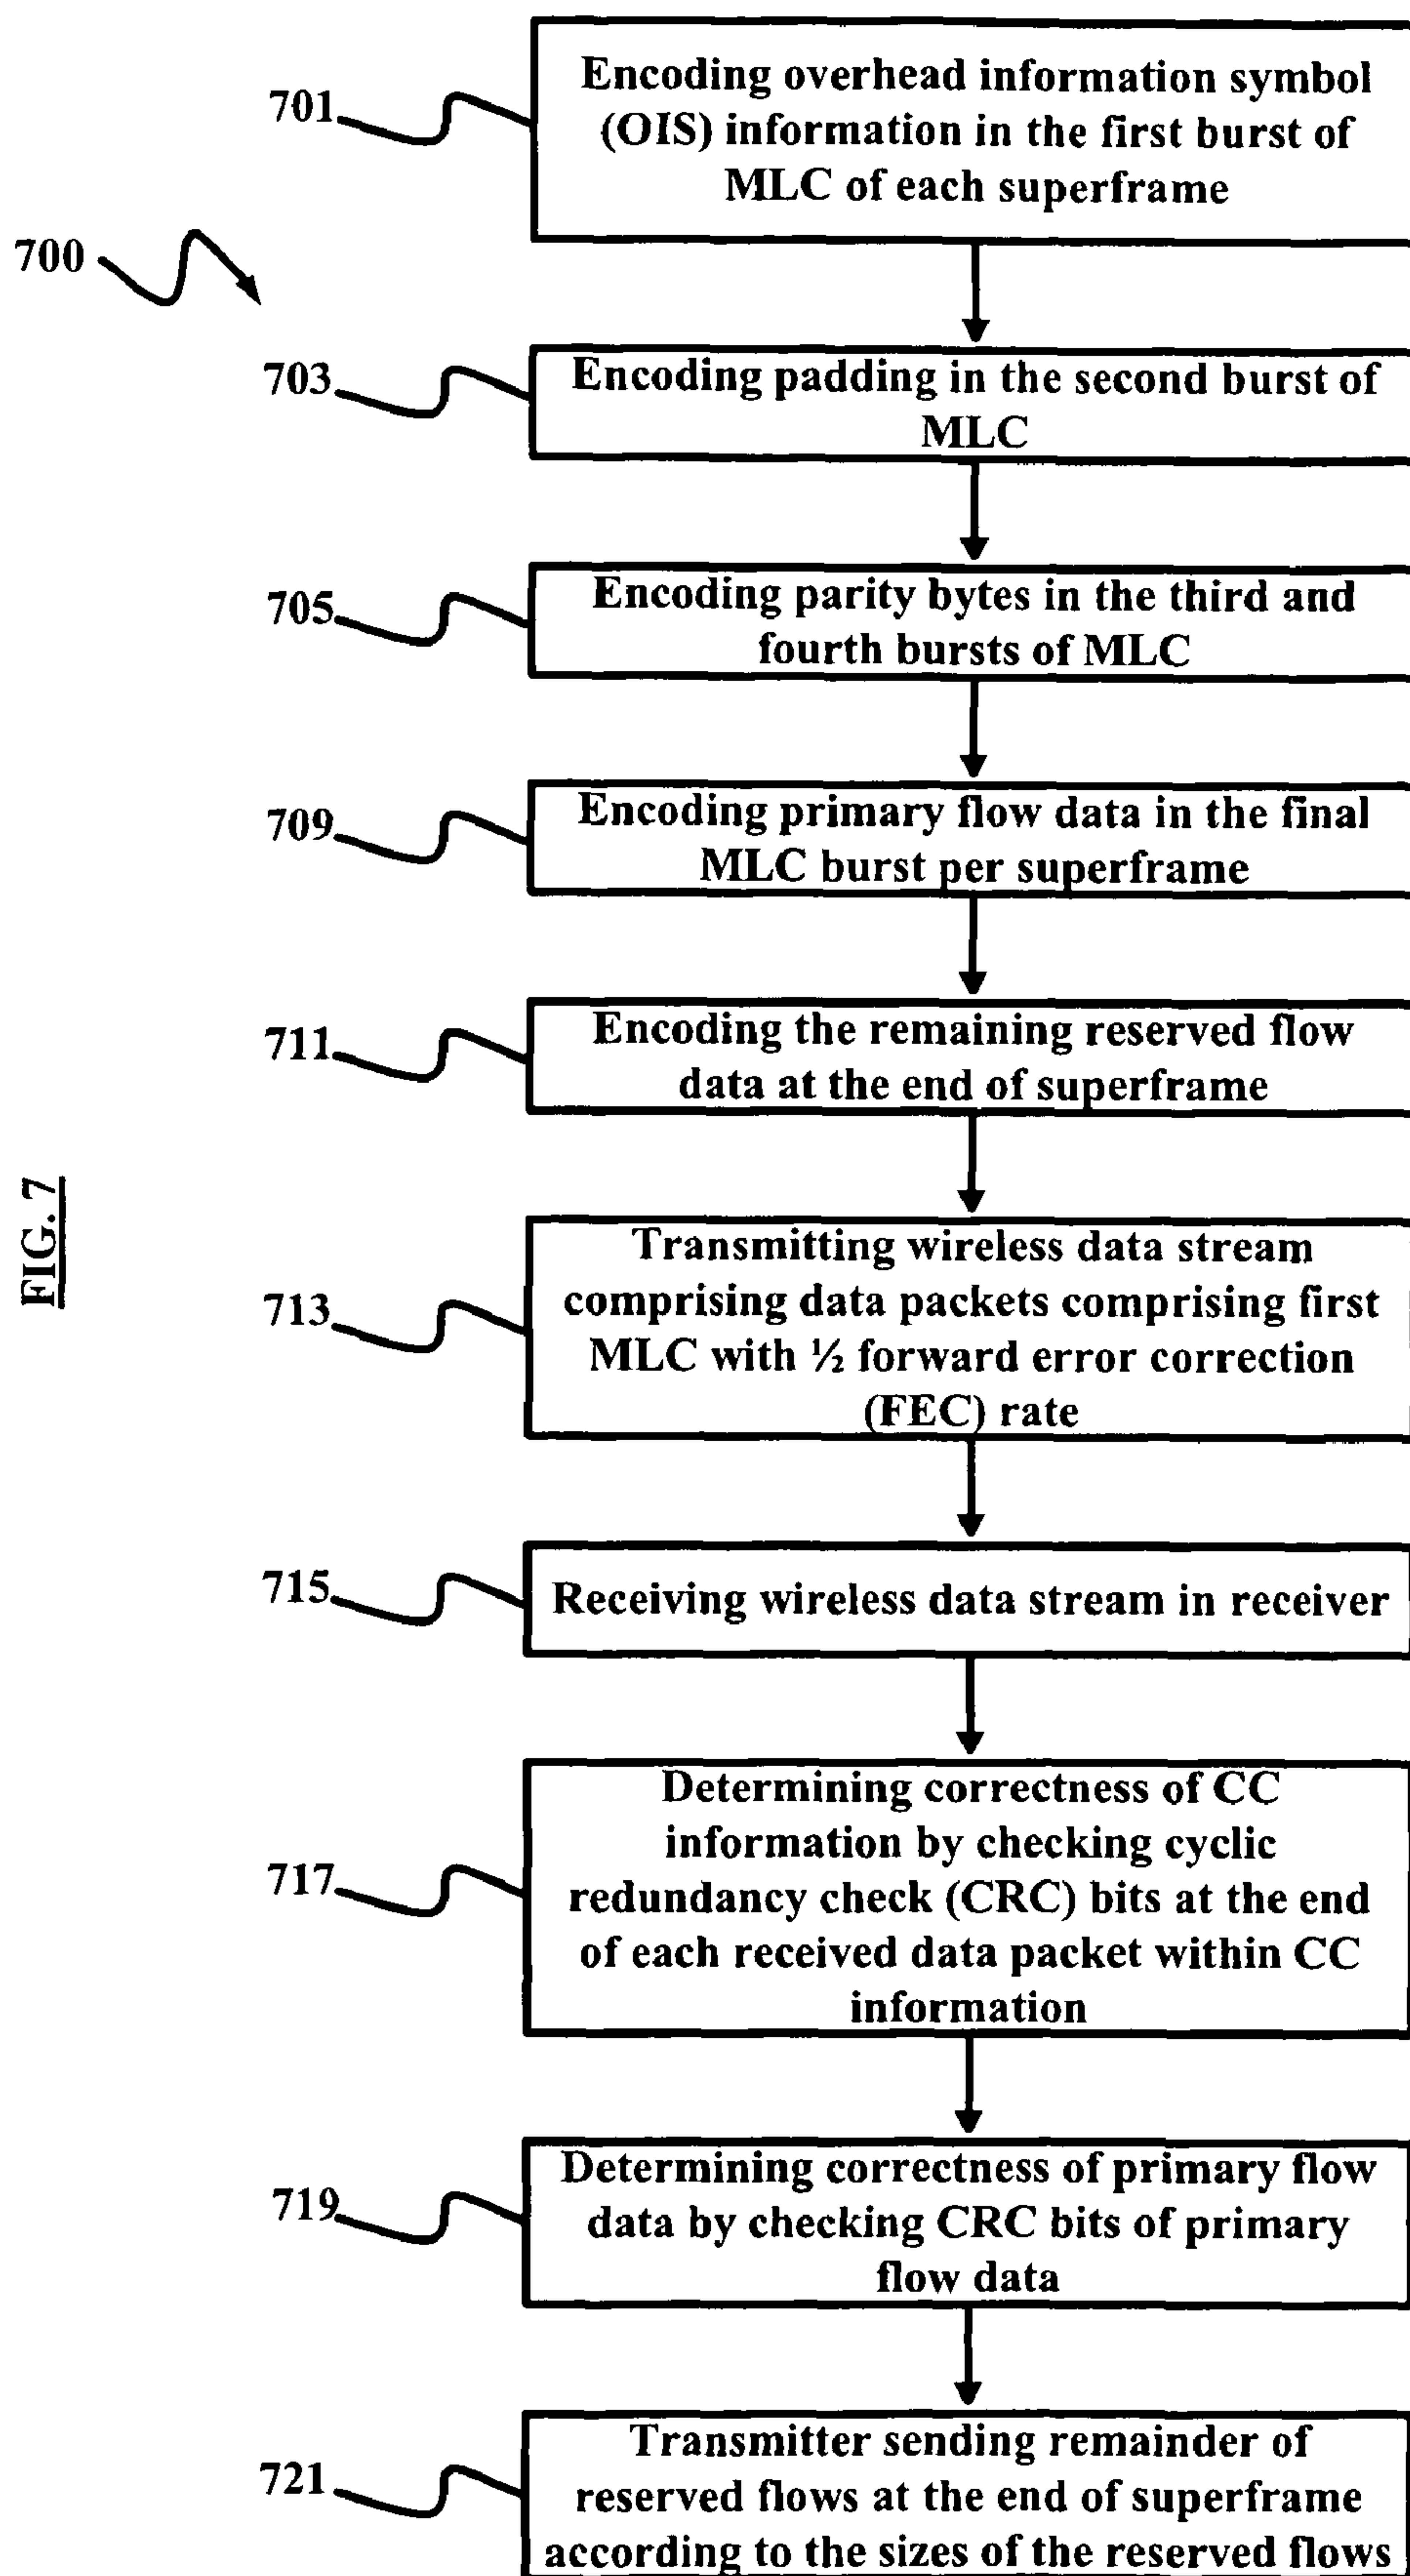 701
Encoding overhead information symbol
(OIS) information in the first burst of
MLC of each superframe
700
703
Encoding padding in the second burst of
MLC
705
Encoding parity bytes in the third and
fourth bursts of MLC
709
Encoding primary flow data in the final
MLC burst per superframe
711
Encoding the remaining reserved flow
data at the end of superframe
FIG. 7
713
Transmitting wireless data stream
comprising data packets comprising first
MLC with ½ forward error correction
(FEC) rate
715
Receiving wireless data stream in receiver
717
Determining correctness of CC
information by checking cyclic
redundancy check (CRC) bits at the end
of each received data packet within CC
information
719
Determining correctness of primary flow
data by checking CRC bits of primary
flow data
721
Transmitter sending remainder of
reserved flows at the end of superframe
according to the sizes of the reserved flows